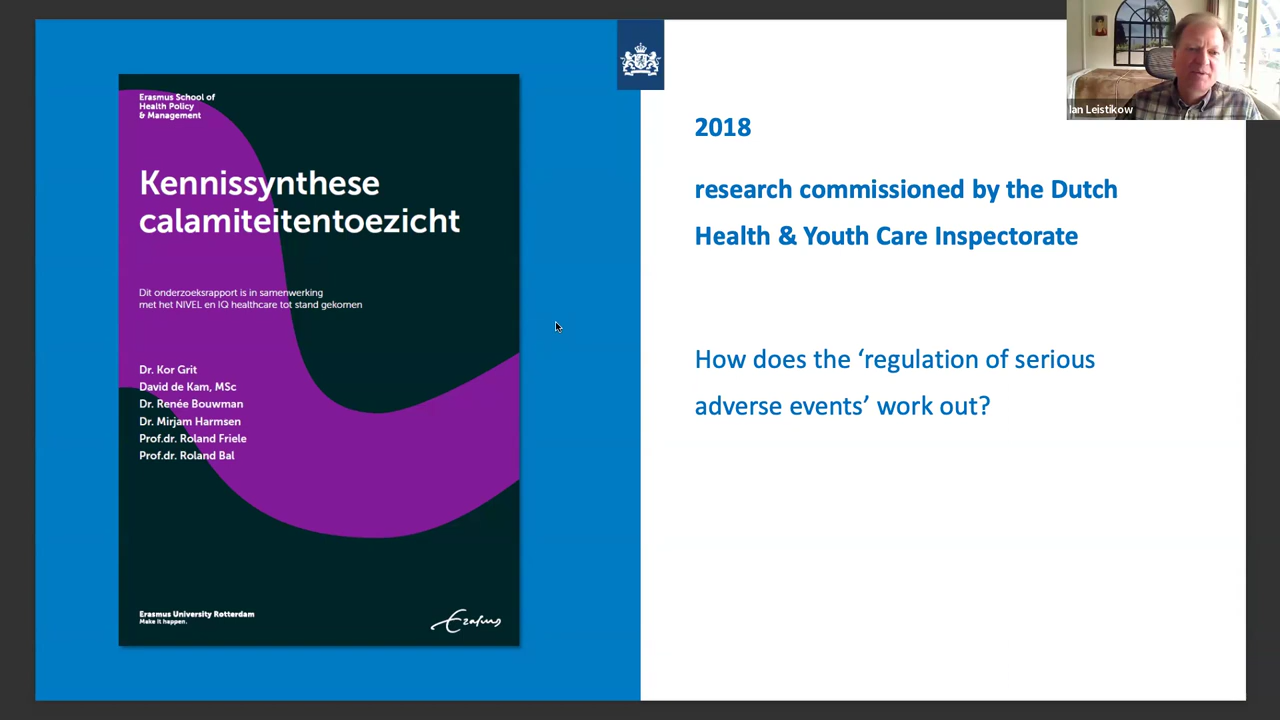 Erasmus School of
Health Policy
& Management
Kennissynthese
calamiteitentoezicht
Dit onderzoeksrapport is in samenwerking
met het NIVEL en IQ healthcare tot stand gekomen
Dr. Kor Grit
David de Kam, MSc
Dr. Renée Bouwman
Dr. Mirjam Harmsen
Prof.dr. Roland Friele
Prof.dr. Roland Bal
Erasmus University Rotterdam
Make it happen.
Erasmus
2018
research commissioned by the Dutch
Health & Youth Care Inspectorate
How does the ‘regulation of serious
adverse events’ work out?
Ian Leistikow